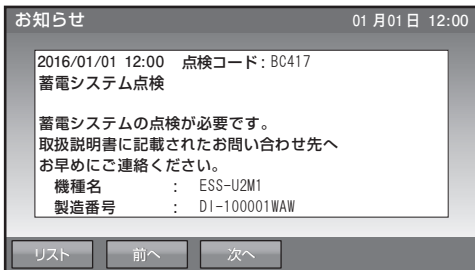 お知らせ 01月01日 12:00
2016/01/01 12:00 点検コード: BC417
蓄電システム点検
蓄電システムの点検が必要です。
取扱説明書に記載されたお問い合わせ先へ
お早めにご連絡ください。
機種名 : ESS-U2M1
製造番号 : DI-100001WAW
リスト 前へ 次へ